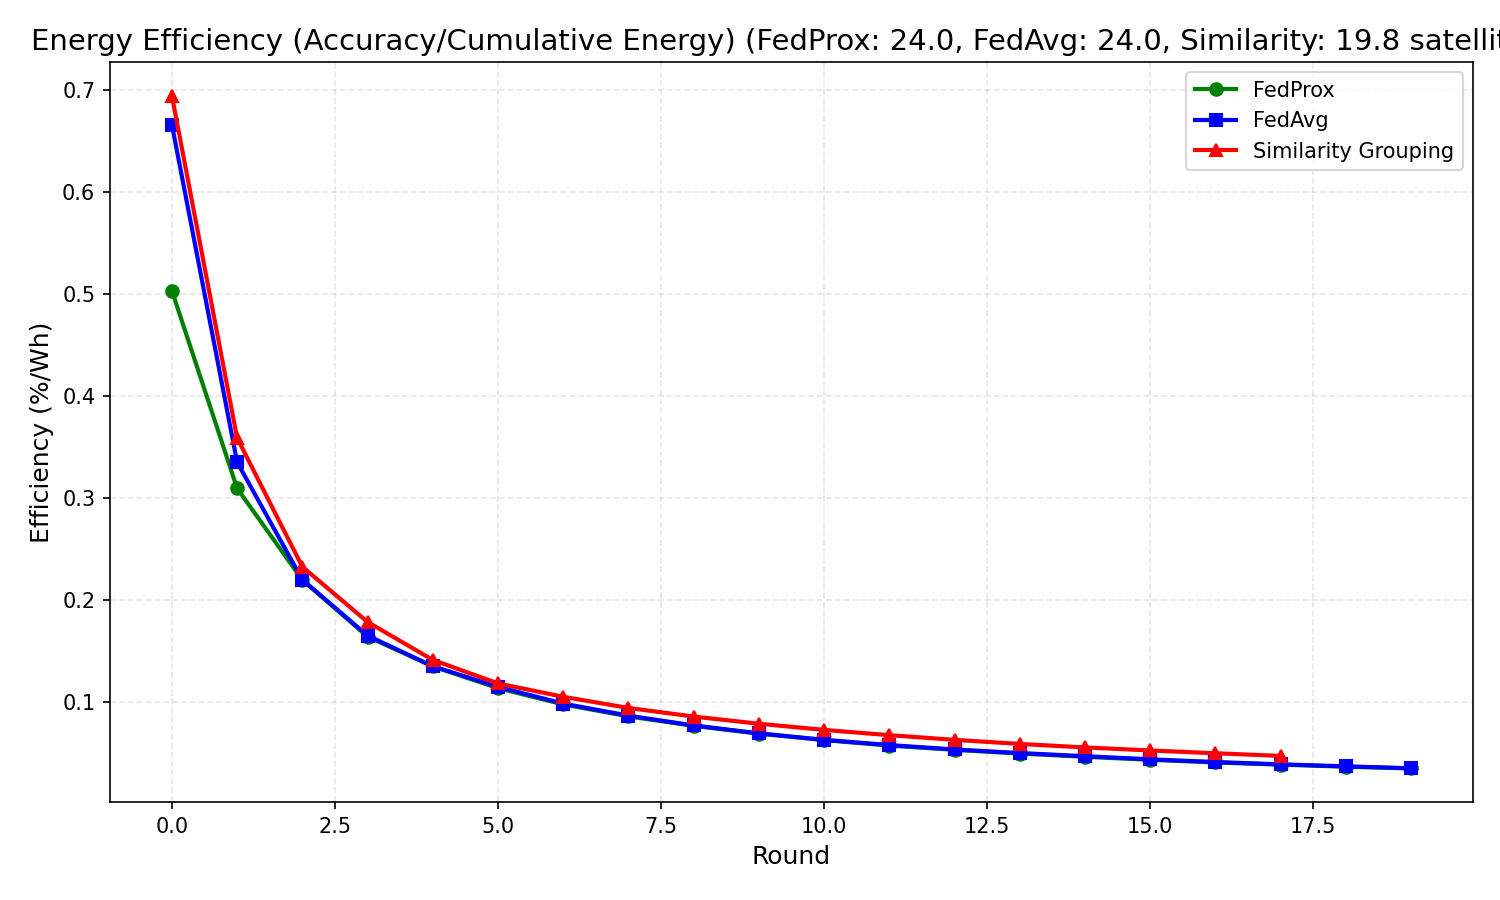 Energy Efficiency (Accuracy/Cumulative Energy) (FedProx: 24.0, FedAvg: 24.0, Similarity: 19.8 satellit
FedProx
FedAvg
Similarity Grouping
Efficiency (%/Wh)
0.7
0.6
0.5
0.4
0.3
0.2
0.1
0.0 2.5 5.0 7.5 10.0 12.5 15.0 17.5
Round